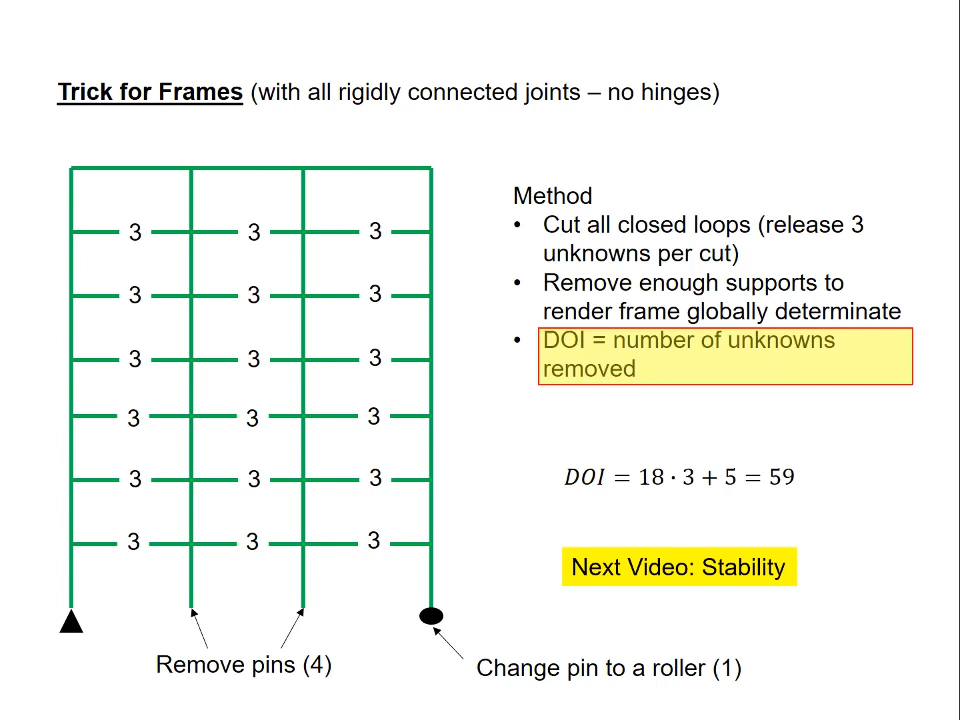 Trick for Frames (with all rigidly connected joints – no hinges)
Method
• Cut all closed loops (release 3
unknowns per cut)
• Remove enough supports to
render frame globally determinate
• DOI = number of unknowns
removed
3 3 3
3 3 3
3 3 3
3 3 3
3 3 3
3 3 3
DOI = 18 · 3 + 5 = 59
Next Video: Stability
Remove pins (4)
Change pin to a roller (1)